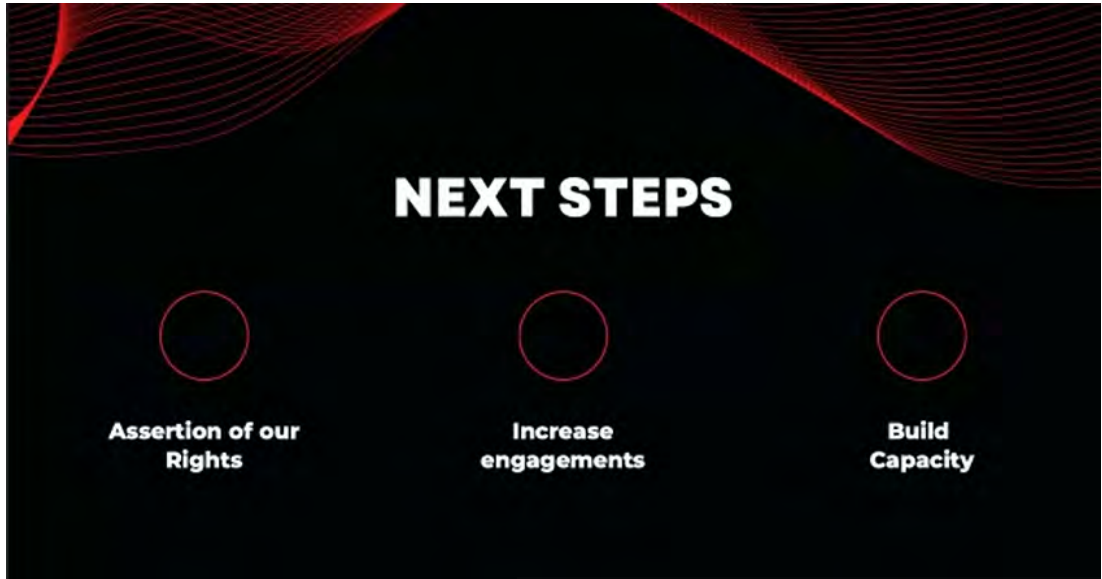 NEXT STEPS
Assertion of our
Rights
Increase
engagements
Build
Capacity